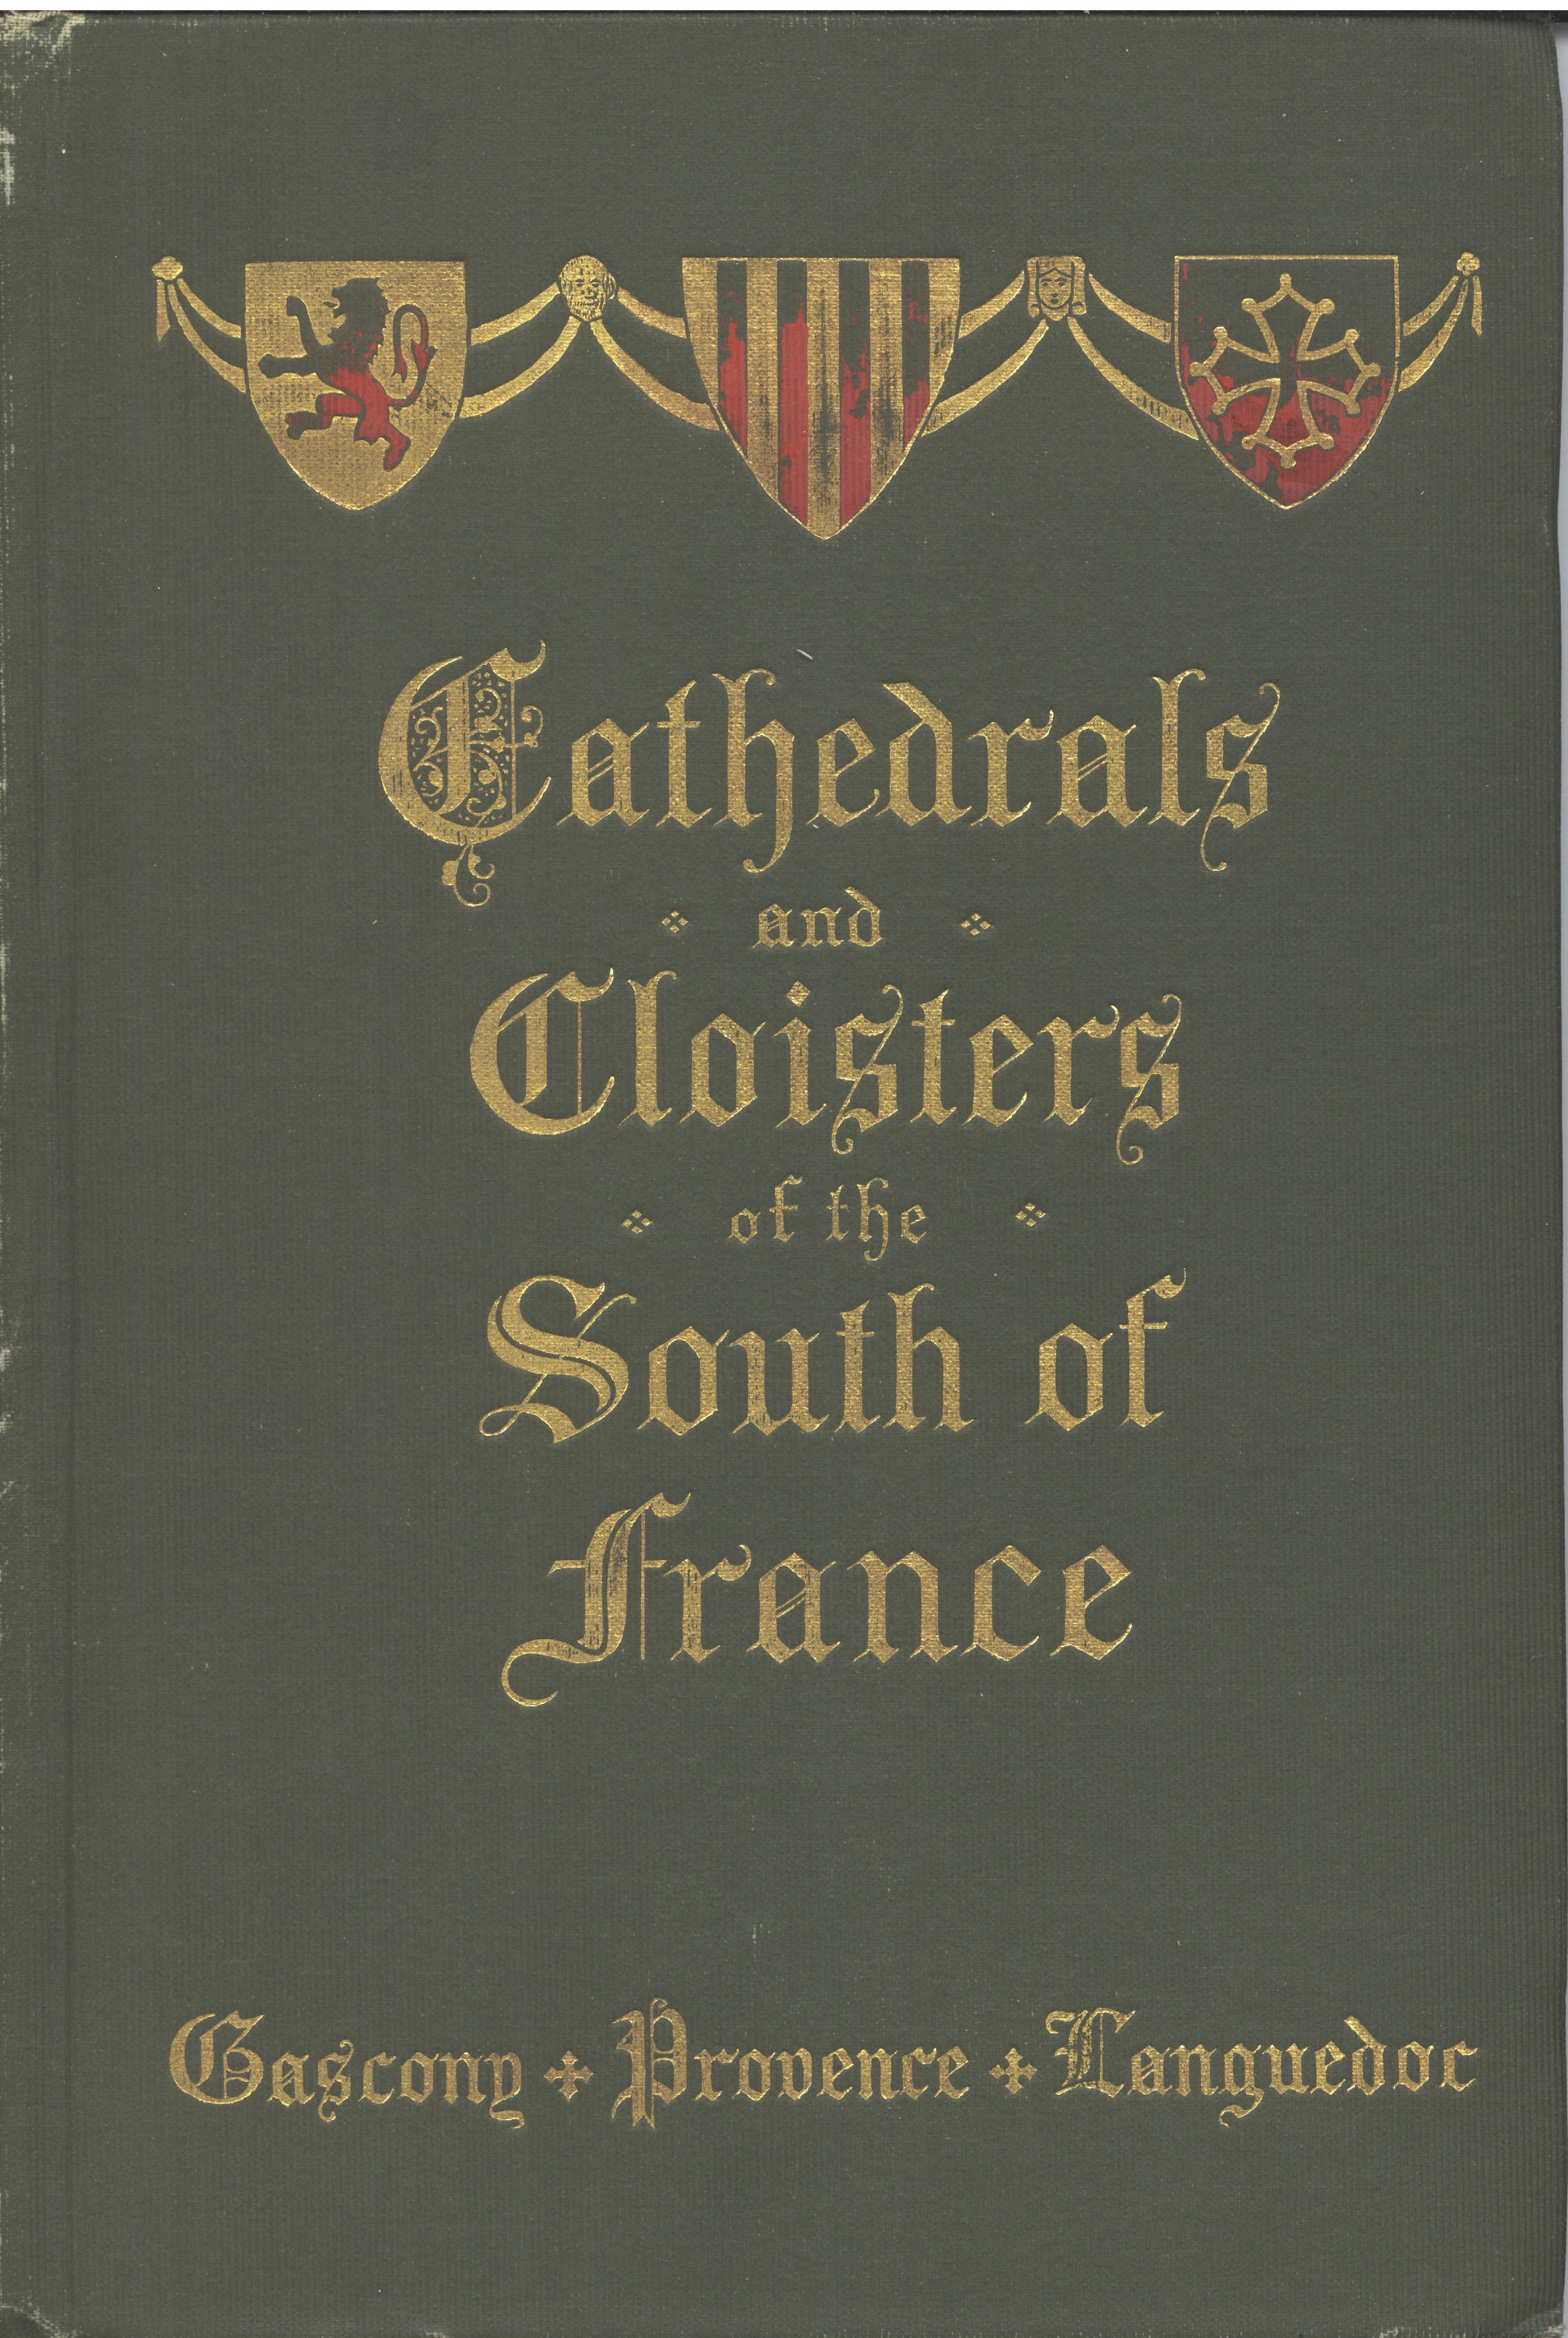 Cathedrals
and
Cloisters
of the
South of
France
Gascony + Provence + Languedoc